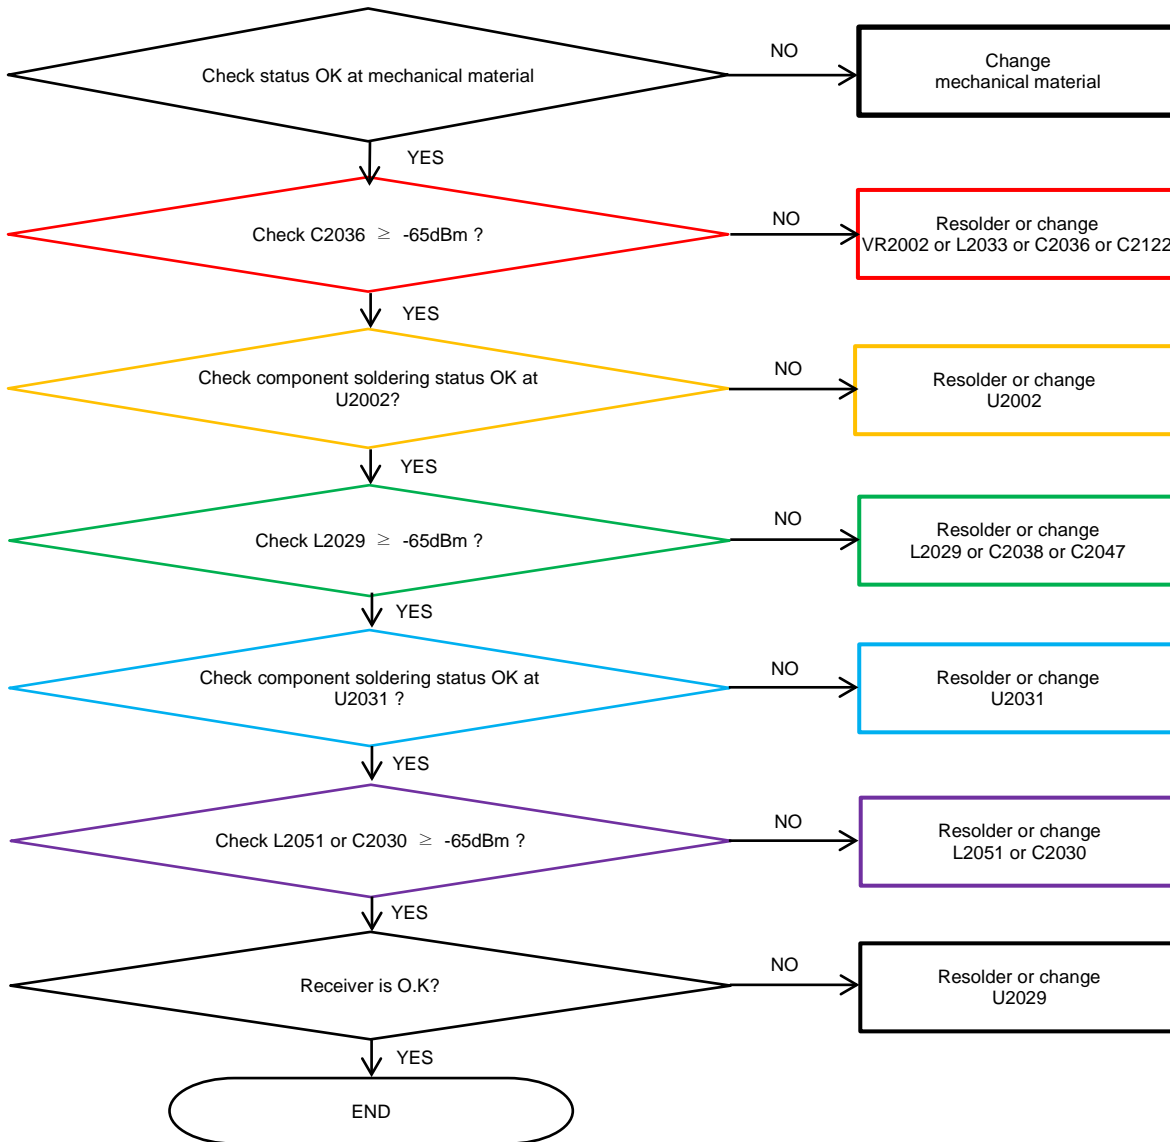 Check status OK at mechanical material
NO
Change
mechanical material
YES
Check C2036 ≥ -65dBm ?
NO
Resolder or change
VR2002 or L2033 or C2036 or C2122
YES
Check component soldering status OK at
U2002?
NO
Resolder or change
U2002
YES
Check L2029 ≥ -65dBm ?
NO
Resolder or change
L2029 or C2038 or C2047
YES
Check component soldering status OK at
U2031 ?
NO
Resolder or change
U2031
YES
Check L2051 or C2030 ≥ -65dBm ?
NO
Resolder or change
L2051 or C2030
YES
Receiver is O.K?
NO
Resolder or change
U2029
YES
END